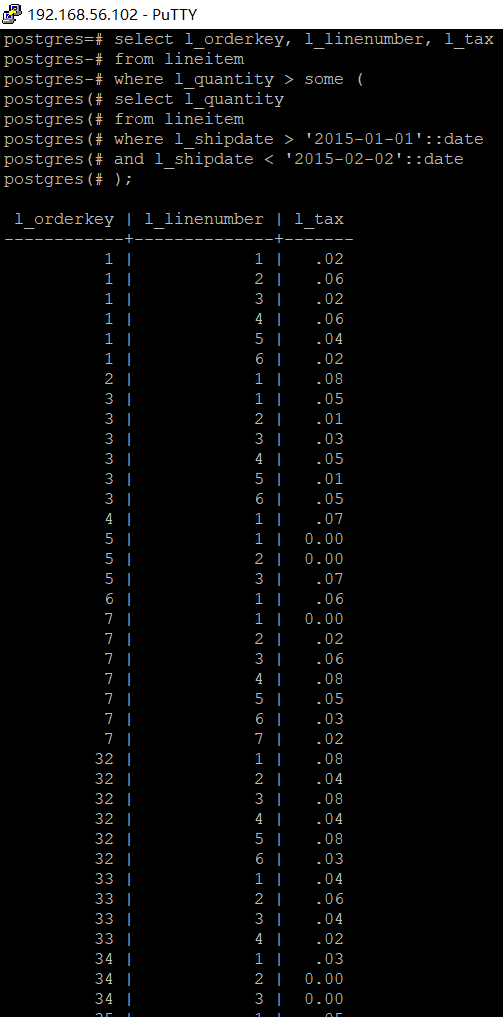 192.168.56.102 - PuTTY
postgres=# select l_orderkey, l_linenumber, l_tax
postgres-# from lineitem
postgres-# where l_quantity > some (
postgres(# select l_quantity
postgres(# from lineitem
postgres(# where l_shipdate > '2015-01-01'::date
postgres(# and l_shipdate < '2015-02-02'::date
postgres(# );
l_orderkey | l_linenumber | l_tax
------------+--------------+-------
1 | 1 | .02
1 | 2 | .06
1 | 3 | .02
1 | 4 | .06
1 | 5 | .04
1 | 6 | .02
2 | 1 | .08
3 | 1 | .05
3 | 2 | .01
3 | 3 | .03
3 | 4 | .05
3 | 5 | .01
3 | 6 | .05
4 | 1 | .07
5 | 1 | 0.00
5 | 2 | 0.00
5 | 3 | .07
6 | 1 | .06
7 | 1 | 0.00
7 | 2 | .02
7 | 3 | .06
7 | 4 | .08
7 | 5 | .05
7 | 6 | .03
7 | 7 | .02
32 | 1 | .08
32 | 2 | .04
32 | 3 | .08
32 | 4 | .04
32 | 5 | .08
32 | 6 | .03
33 | 1 | .04
33 | 2 | .06
33 | 3 | .04
33 | 4 | .02
34 | 1 | .03
34 | 2 | 0.00
34 | 3 | 0.00